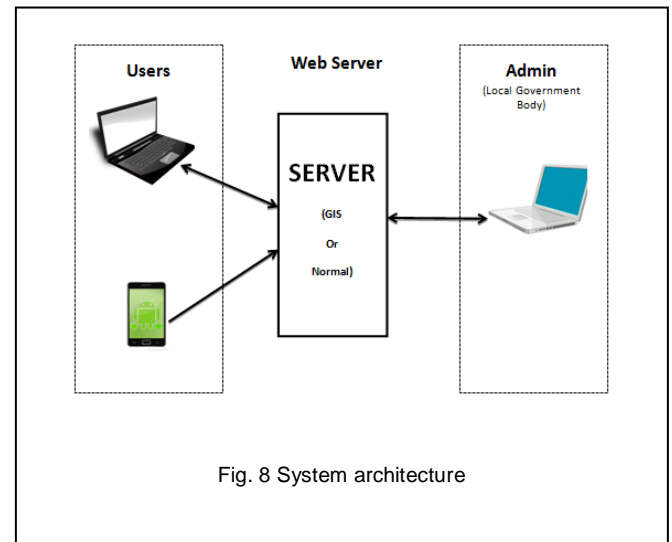 Users
Web Server
Admin
(Local Government
Body)
SERVER
(GIS
Or
Normal)
Fig. 8 System architecture